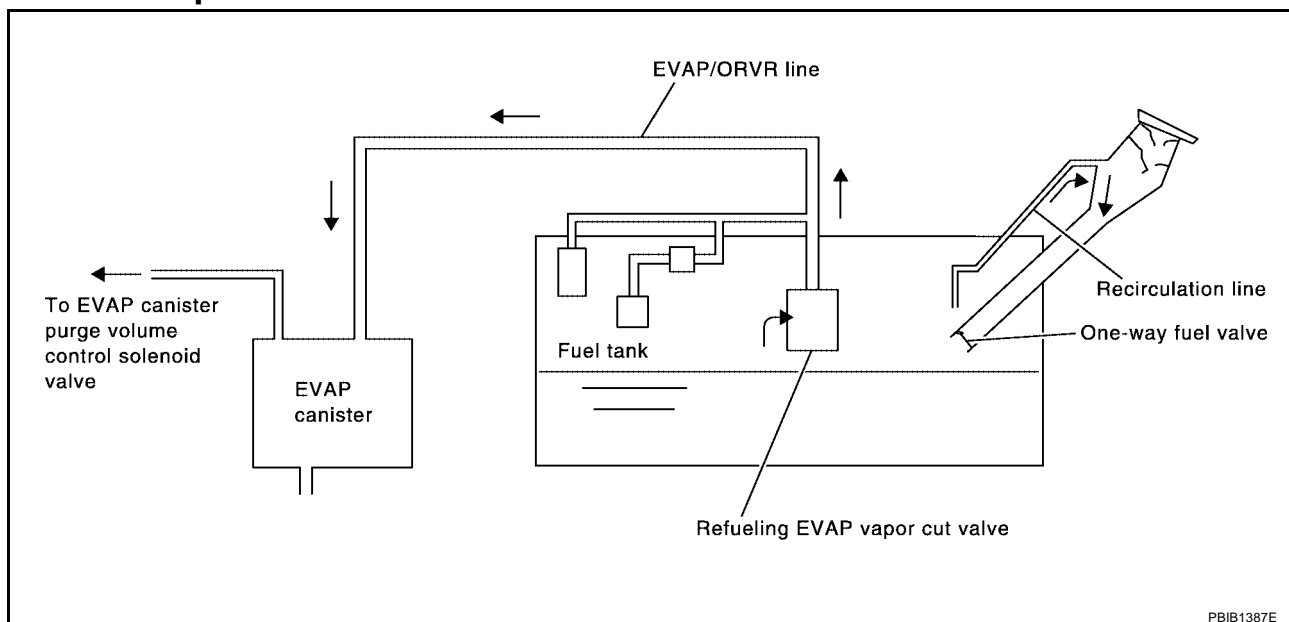 EVAP/ORVR line
Recirculation line
One-way fuel valve
Fuel tank
To EVAP canister
purge volume
control solenoid
valve
EVAP
canister
Refueling EVAP vapor cut valve
PBIB1387E